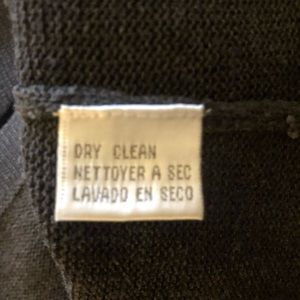 DRY CLEAN
NETTOYER A SEC
LAVADO EN SECO